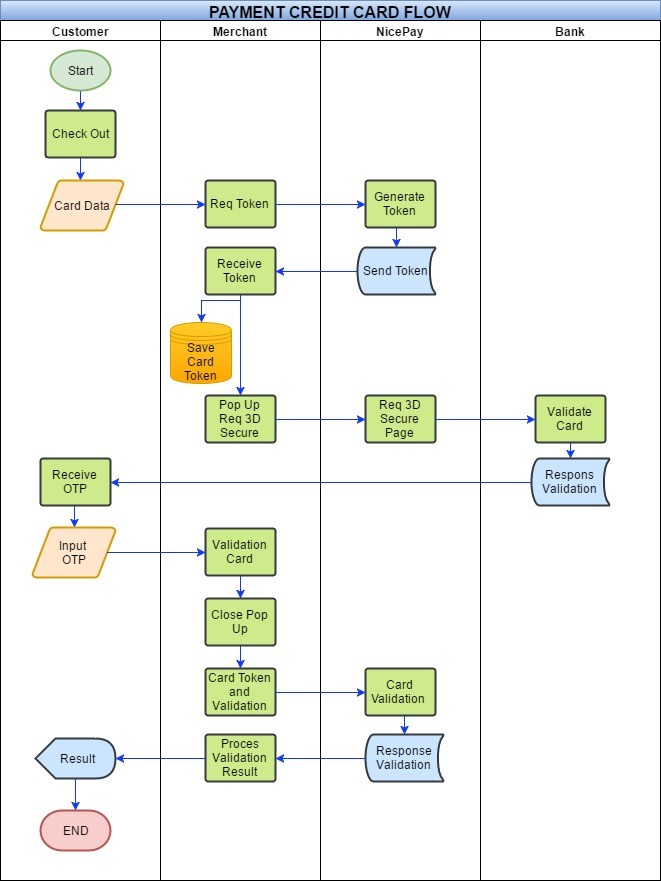 PAYMENT CREDIT CARD FLOW
Customer
Merchant
NicePay
Bank
Start
Check Out
Card Data
Req Token
Generate
Token
Receive
Token
Send Token
Save
Card
Token
Pop Up
Req 3D
Secure
Req 3D
Secure
Page
Validate
Card
Receive
OTP
Respons
Validation
Input
OTP
Validation
Card
Close Pop
Up
Card Token
and
Validation
Card
Validation
Result
Proces
Validation
Result
Response
Validation
END